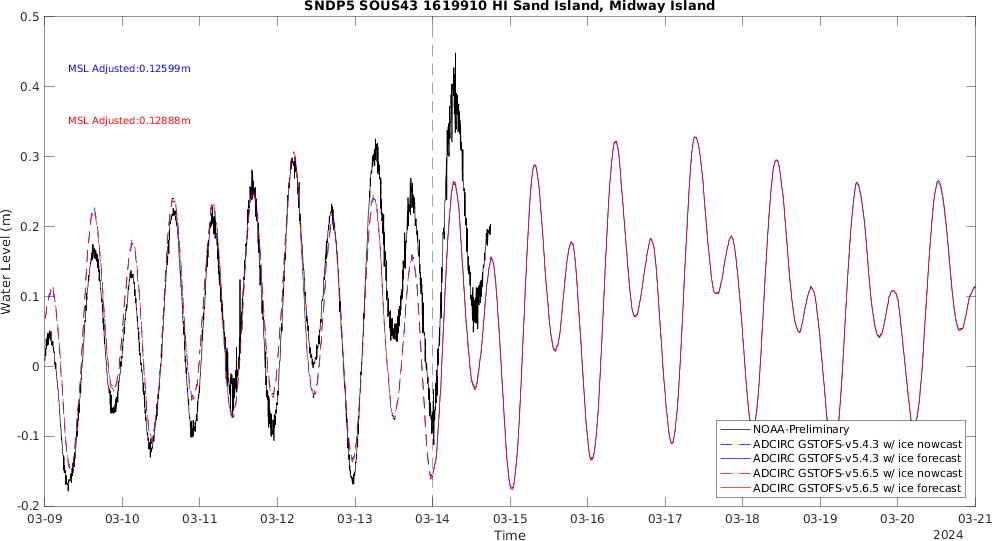 SNDP5 SOUS43 1619910 HI Sand Island, Midway Island
0.5
MSL Adjusted:0.12599m
0.4
MSL Adjusted:0.12888m
0.3
0.2
Water Level (m)
0.1
0
-0.1
-0.2
NOAA-Preliminary
ADCIRC GSTOFS-v5.4.3 w/ ice nowcast
ADCIRC GSTOFS-v5.4.3 w/ ice forecast
ADCIRC GSTOFS-v5.6.5 w/ ice nowcast
ADCIRC GSTOFS-v5.6.5 w/ ice forecast
03-09 03-10 03-11 03-12 03-13 03-14 03-15 03-16 03-17 03-18 03-19 03-20 03-21
Time
2024